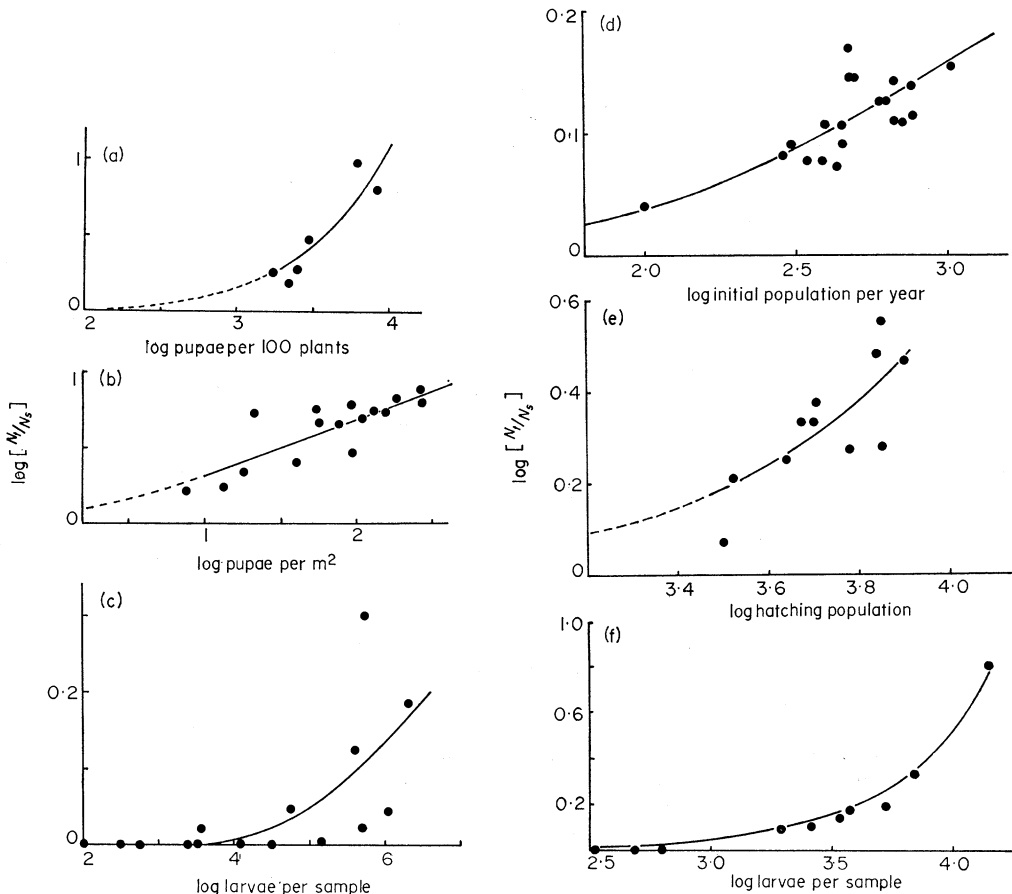 (a)
1
0
2 3 4
log pupae per 100 plants
(b)
1
0
1 2
log pupae per m²
log [N₁/Nₛ]
(c)
0·2
0
2 4 6
log larvae per sample
(d)
0·2
0·1
0
2·0 2·5 3·0
log initial population per year
(e)
0·6
0·4
0·2
0
3·4 3·6 3·8 4·0
log hatching population
log [N₁/Nₛ]
(f)
1·0
0·6
0·2
2·5 3·0 3·5 4·0
log larvae per sample